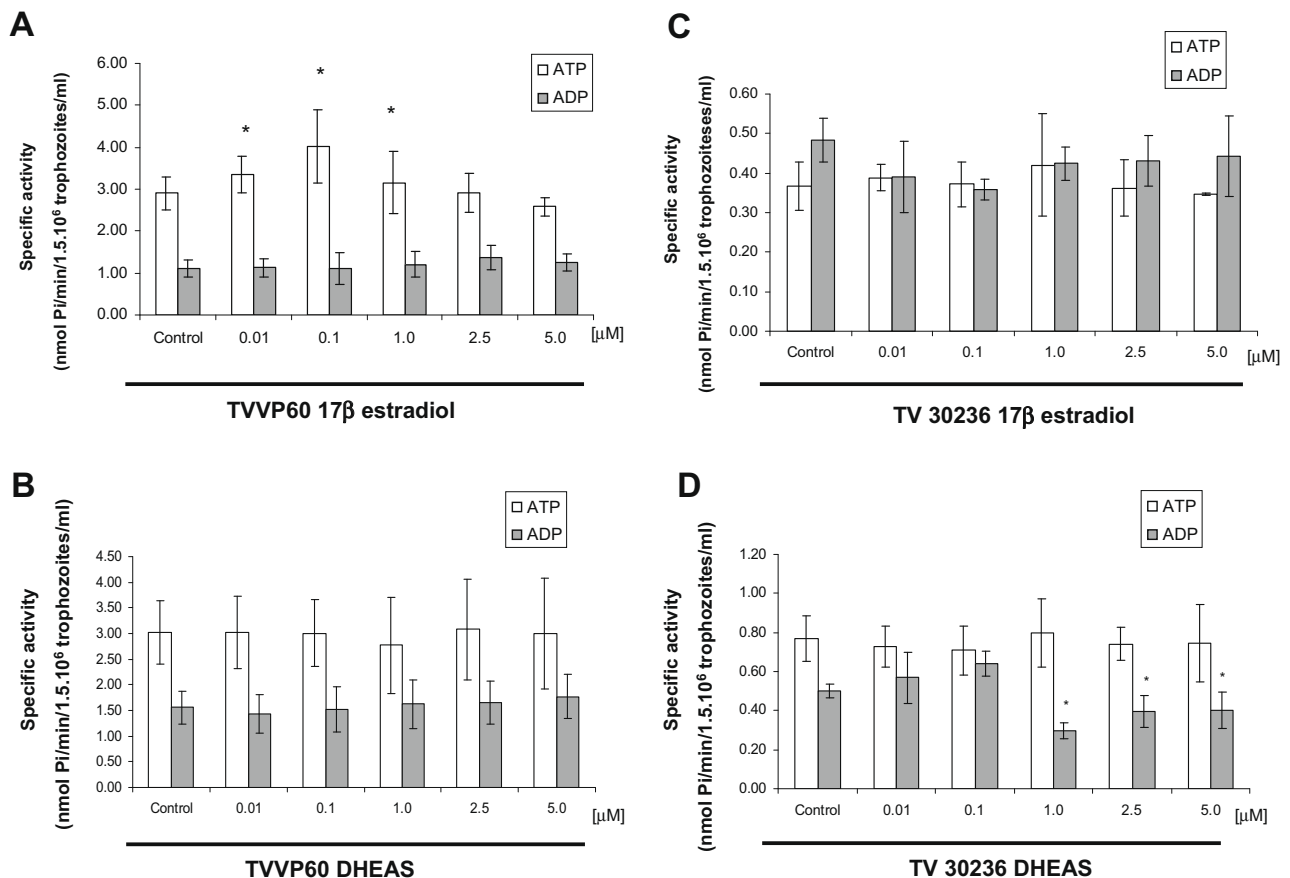 A
Specific activity
(nmol Pi/min/1.5.10⁶ trophozoites/ml)
ATP
ADP
6.00
5.00
4.00
3.00
2.00
1.00
0.00
*
*
*
Control 0.01 0.1 1.0 2.5 5.0 [μM]
TVVP60 17β estradiol
C
Specific activity
(nmol Pi/min/1.5.10⁶ trophozoiteses/ml)
ATP
ADP
0.60
0.50
0.40
0.30
0.20
0.10
0.00
Control 0.01 0.1 1.0 2.5 5.0 [μM]
TV 30236 17β estradiol
B
Specific activity
(nmol Pi/min/1.5.10⁶ trophozoites/ml)
ATP
ADP
4.50
4.00
3.50
3.00
2.50
2.00
1.50
1.00
0.50
0.00
Control 0.01 0.1 1.0 2.5 5.0 [μM]
TVVP60 DHEAS
D
Specific activity
(nmol Pi/min/1.5.10⁶ trophozoites/ml)
ATP
ADP
1.20
1.00
0.80
0.60
0.40
0.20
0.00
*
*
*
Control 0.01 0.1 1.0 2.5 5.0 [μM]
TV 30236 DHEAS